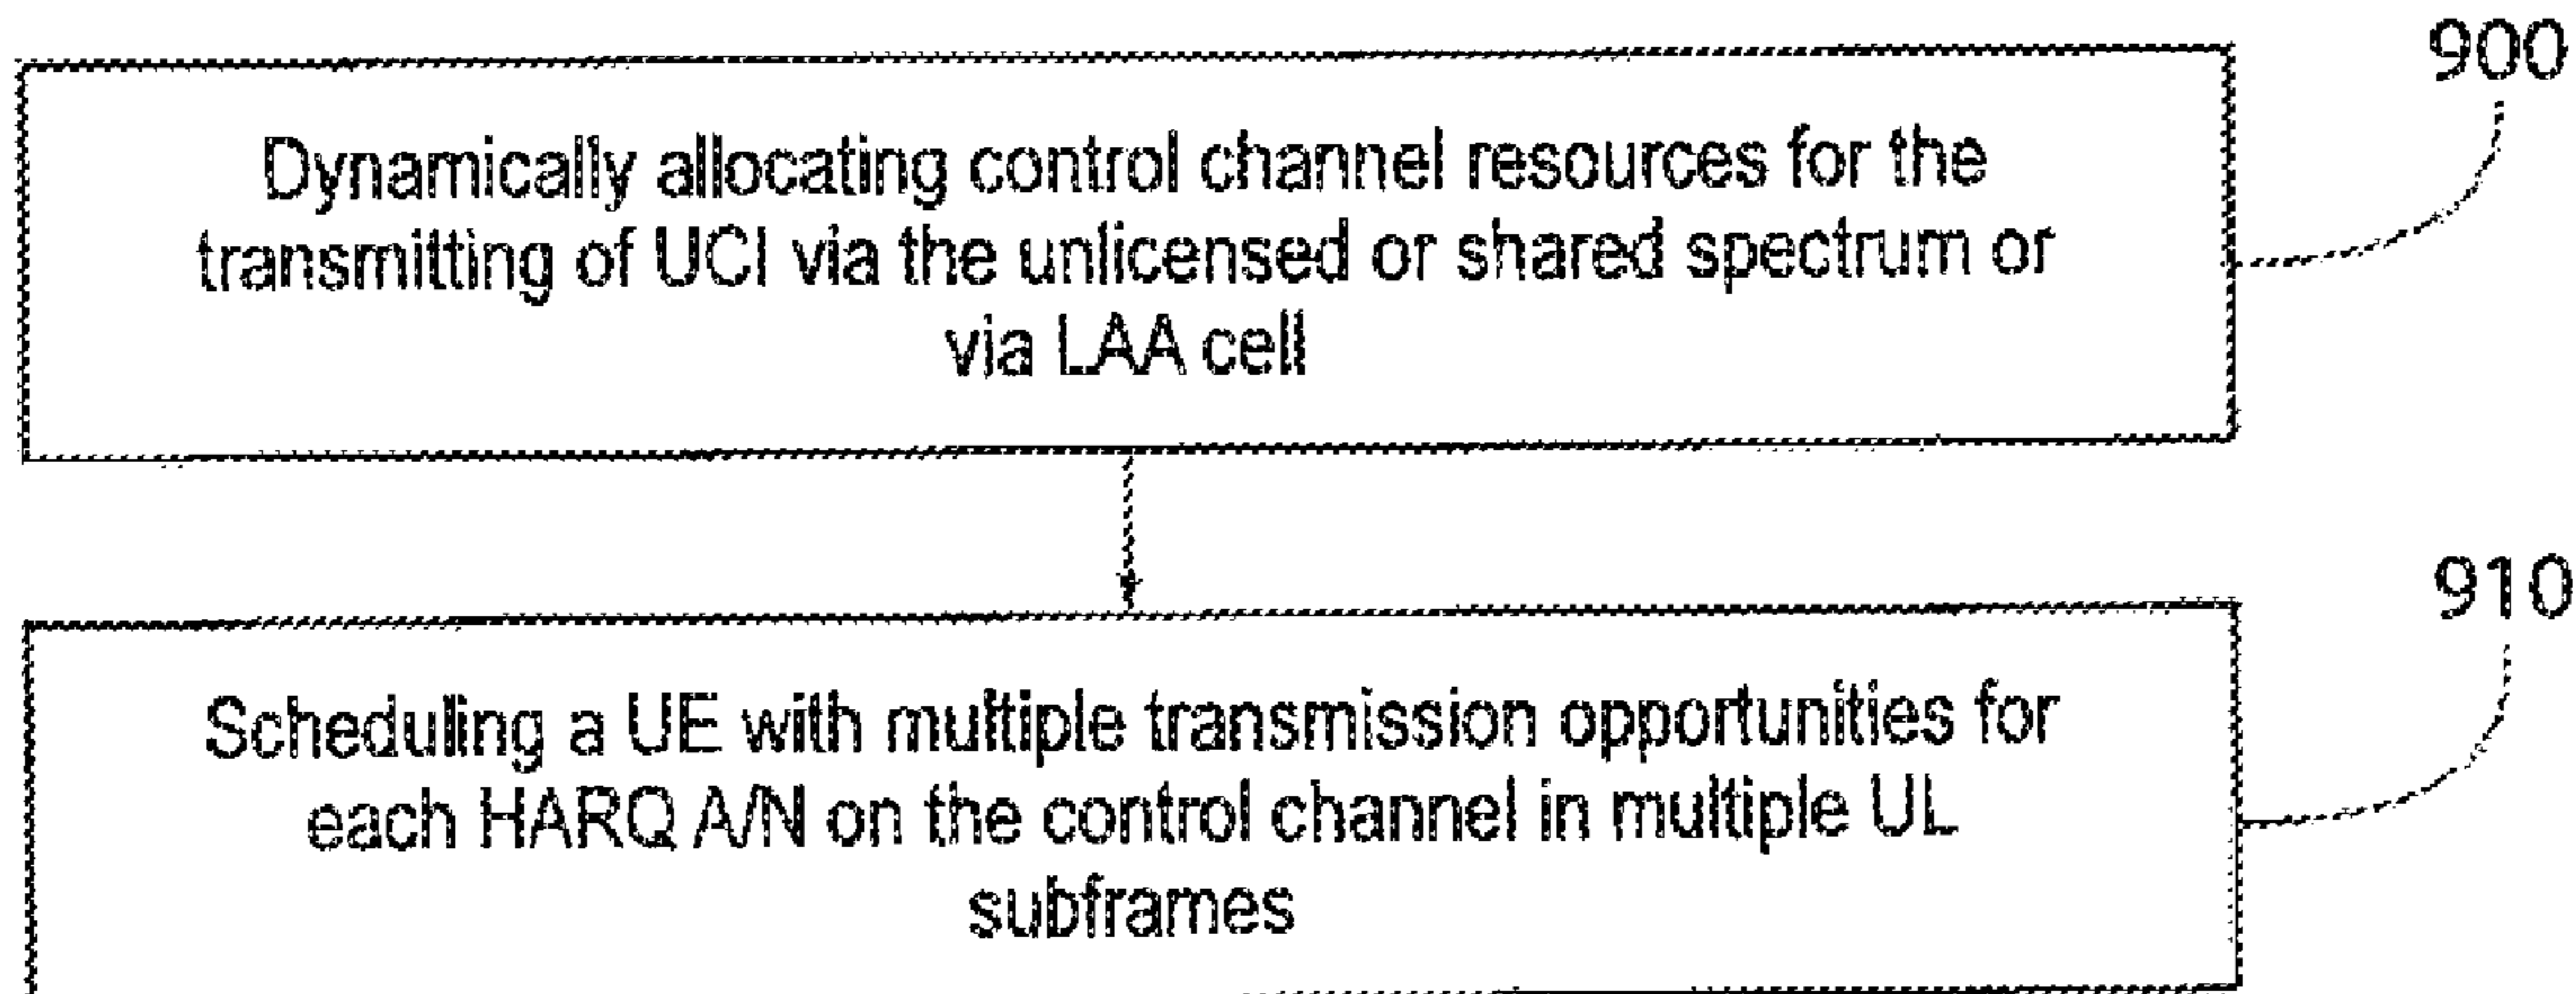 900
Dynamically allocating control channel resources for the
transmitting of UCI via the unlicensed or shared spectrum or
via LAA cell
910
Scheduling a UE with multiple transmission opportunities for
each HARQ A/N on the control channel in multiple UL
subframes